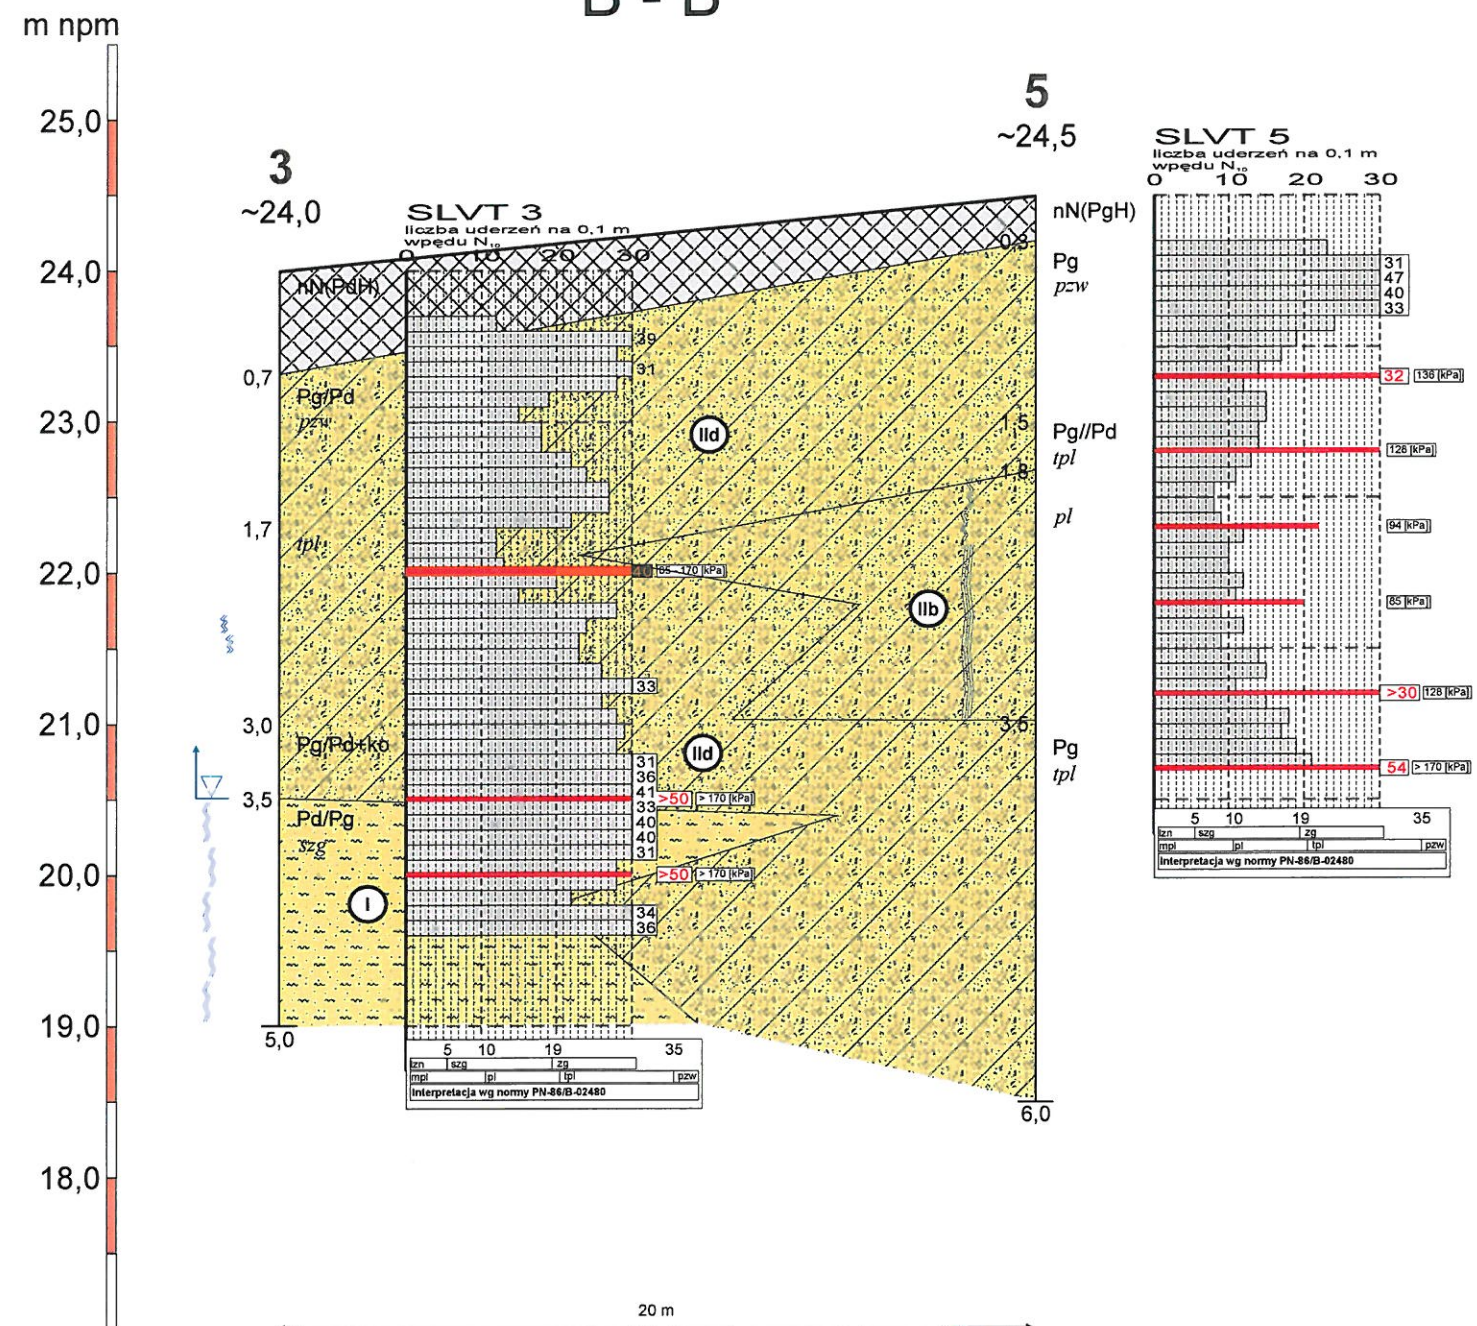 B - B
m npm
25,0
24,0
23,0
22,0
21,0
20,0
19,0
18,0
3
~24,0
nN(PdH)
0,7
Pg/Pd
pzw
1,7
tpl
3,0
Pg/Pd+ko
3,5
Pd/Pg
szg
I
5,0
SLVT 3
liczba uderzeń na 0,1 m
wpędu N₁₀
0 10 20 30
39
31
85 - 170 [kPa]
33
31
36
41
>50 > 170 [kPa]
33
40
40
31
>50 > 170 [kPa]
34
36
5 10 19 35
lzn szg zg
mpl pl tpl pzw
Interpretacja wg normy PN-86/B-02480
IId
IIb
IId
5
~24,5
nN(PgH)
0,3
Pg
pzw
1,5
Pg//Pd
tpl
1,8
pl
3,5
Pg
tpl
6,0
SLVT 5
liczba uderzeń na 0,1 m
wpędu N₁₀
0 10 20 30
31
47
40
33
32 136 [kPa]
128 [kPa]
94 [kPa]
85 [kPa]
>30 128 [kPa]
54 > 170 [kPa]
5 10 19 35
lzn szg zg
mpl pl tpl pzw
Interpretacja wg normy PN-86/B-02480
20 m